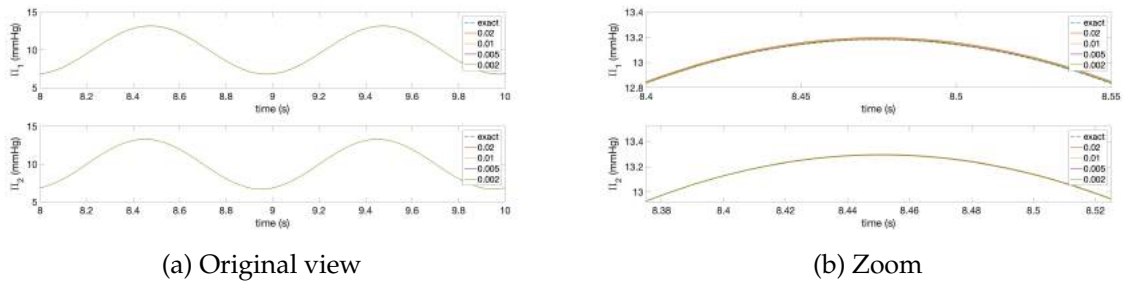 15
10
5
Π1 (mmHg)
8 8.2 8.4 8.6 8.8 9 9.2 9.4 9.6 9.8 10
time (s)
exact
0.02
0.01
0.005
0.002
15
10
5
Π2 (mmHg)
8 8.2 8.4 8.6 8.8 9 9.2 9.4 9.6 9.8 10
time (s)
exact
0.02
0.01
0.005
0.002
(a) Original view
13.4
13.2
13
12.8
Π1 (mmHg)
8.4 8.45 8.5 8.55
time (s)
exact
0.02
0.01
0.005
0.002
13.4
13.2
13
Π2 (mmHg)
8.38 8.4 8.42 8.44 8.46 8.48 8.5 8.52
time (s)
exact
0.02
0.01
0.005
0.002
(b) Zoom